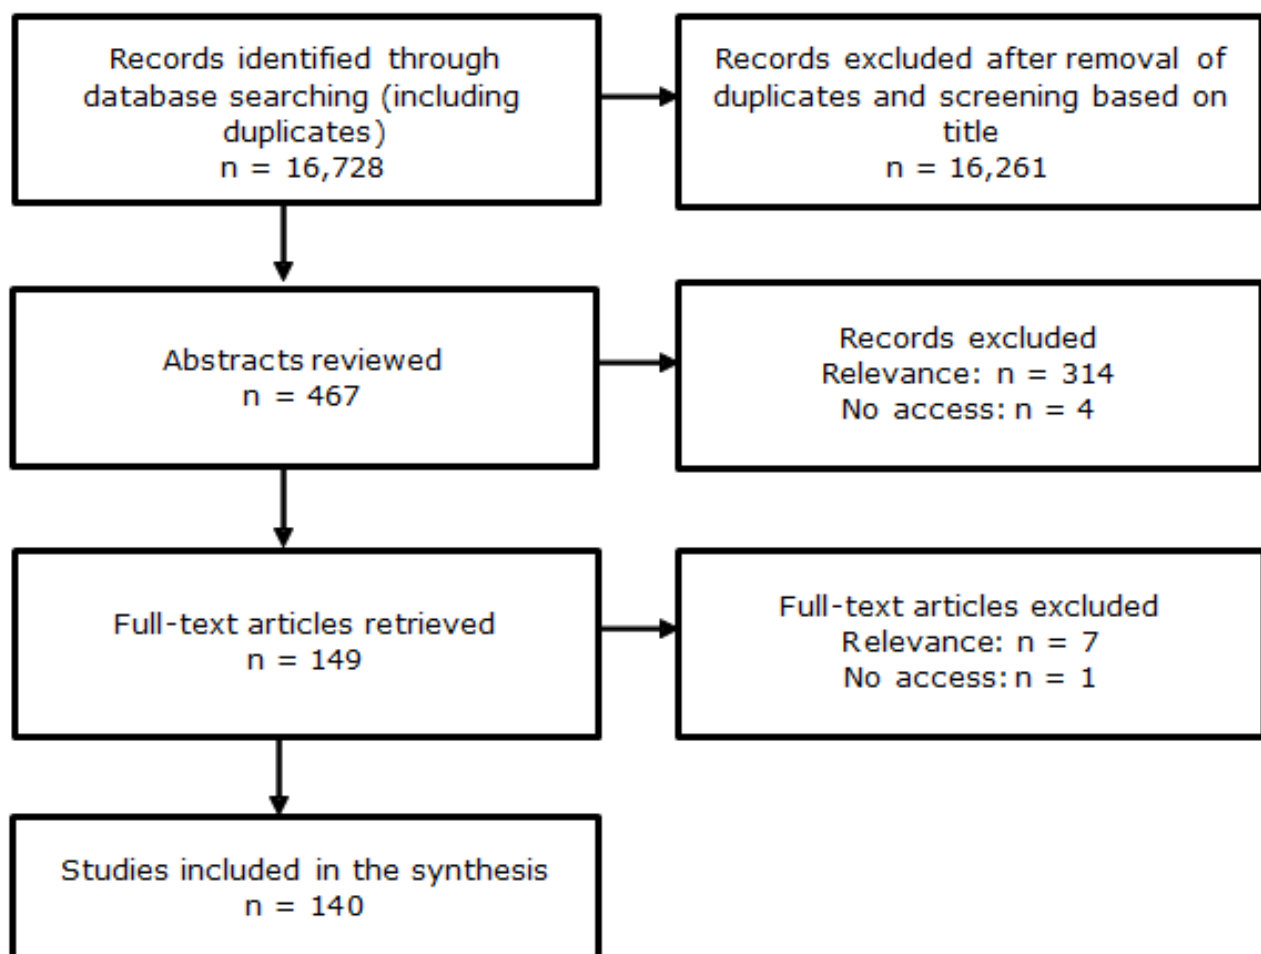 Records identified through
database searching (including
duplicates)
n = 16,728
Records excluded after removal of
duplicates and screening based on
title
n = 16,261
Abstracts reviewed
n = 467
Records excluded
Relevance: n = 314
No access: n = 4
Full-text articles retrieved
n = 149
Full-text articles excluded
Relevance: n = 7
No access: n = 1
Studies included in the synthesis
n = 140